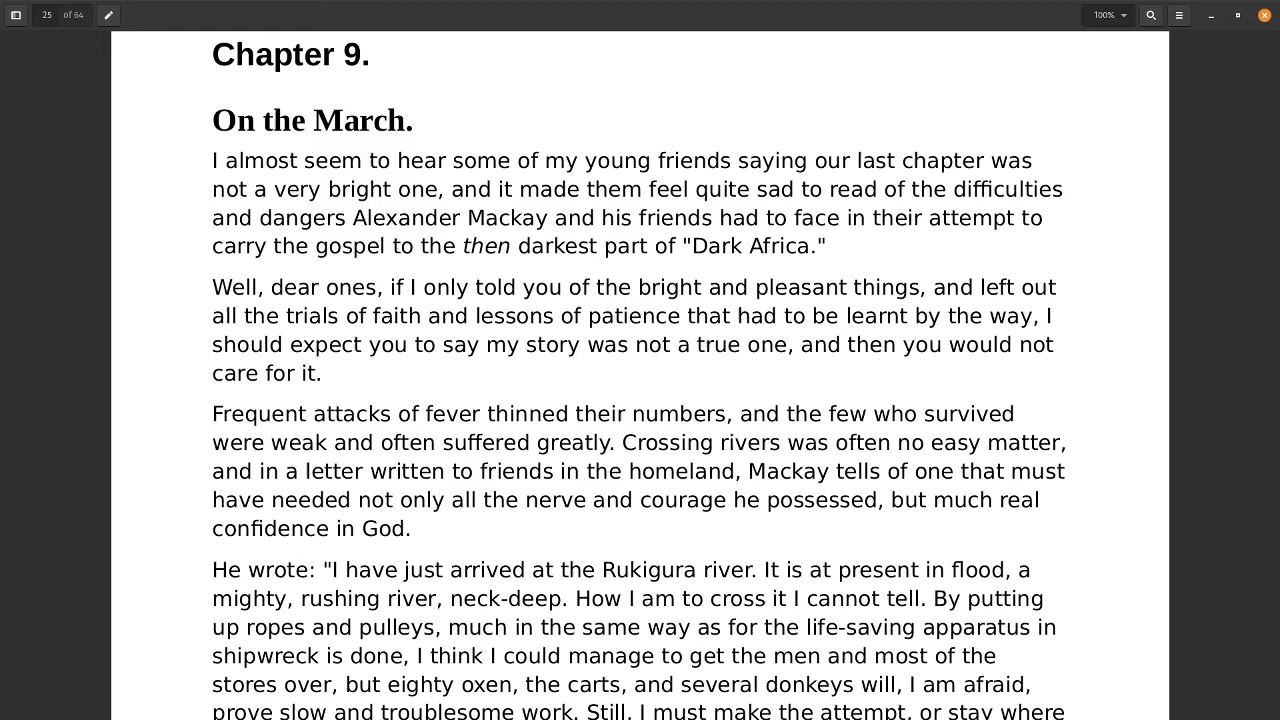 25 of 64
100%
Chapter 9.
On the March.
I almost seem to hear some of my young friends saying our last chapter was
not a very bright one, and it made them feel quite sad to read of the difficulties
and dangers Alexander Mackay and his friends had to face in their attempt to
carry the gospel to the then darkest part of "Dark Africa."
Well, dear ones, if I only told you of the bright and pleasant things, and left out
all the trials of faith and lessons of patience that had to be learnt by the way, I
should expect you to say my story was not a true one, and then you would not
care for it.
Frequent attacks of fever thinned their numbers, and the few who survived
were weak and often suffered greatly. Crossing rivers was often no easy matter,
and in a letter written to friends in the homeland, Mackay tells of one that must
have needed not only all the nerve and courage he possessed, but much real
confidence in God.
He wrote: "I have just arrived at the Rukigura river. It is at present in flood, a
mighty, rushing river, neck-deep. How I am to cross it I cannot tell. By putting
up ropes and pulleys, much in the same way as for the life-saving apparatus in
shipwreck is done, I think I could manage to get the men and most of the
stores over, but eighty oxen, the carts, and several donkeys will, I am afraid,
prove slow and troublesome work. Still, I must make the attempt, or stay where